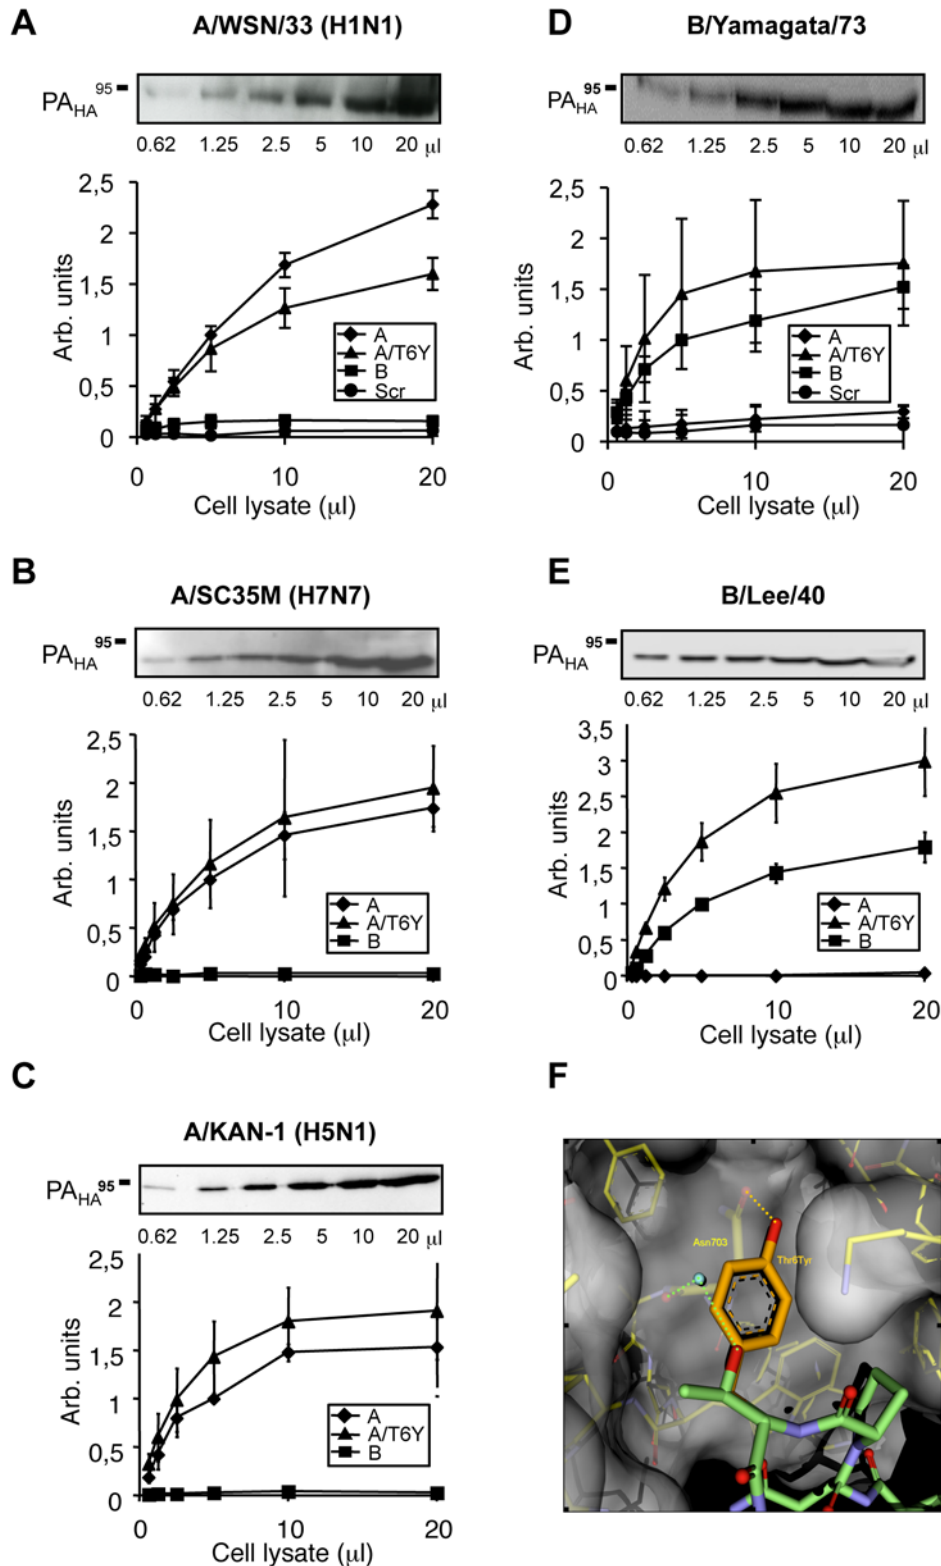 A
A/WSN/33 (H1N1)
PAHA
95
0.62 1.25 2.5 5 10 20 µl
2,5
2
1,5
1
0.5
0
Arb. units
A
A/T6Y
B
Scr
0 10 20
Cell lysate (µl)
B
A/SC35M (H7N7)
PAHA
95
0.62 1.25 2.5 5 10 20 µl
2,5
2
1,5
1
0,5
0
Arb. units
A
A/T6Y
B
0 10 20
Cell lysate (µl)
C
A/KAN-1 (H5N1)
PAHA
95
0.62 1.25 2.5 5 10 20 µl
2,5
2
1.5
1
0,5
0
Arb. units
A
A/T6Y
B
0 10 20
Cell lysate (µl)
D
B/Yamagata/73
PAHA
95
0.62 1.25 2.5 5 10 20 µl
2,5
2
1,5
1
0.5
0
Arb. units
A
A/T6Y
B
Scr
0 10 20
Cell lysate (µl)
E
B/Lee/40
PAHA
95
0.62 1.25 2.5 5 10 20 µl
3,5
3
2,5
2
1,5
1
0,5
0
Arb. units
A
A/T6Y
B
0 10 20
Cell lysate (µl)
F
Asn703
Thr6Tyr